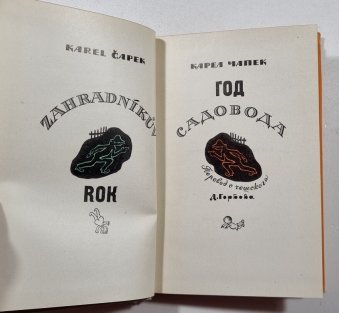 KAREL ČAPEK
ZAHRADNÍKŮV
ROK
КАРЕЛ ЧАПЕК
ГОД
САДОВОДА
Перевод с чешского
Д. Горбова